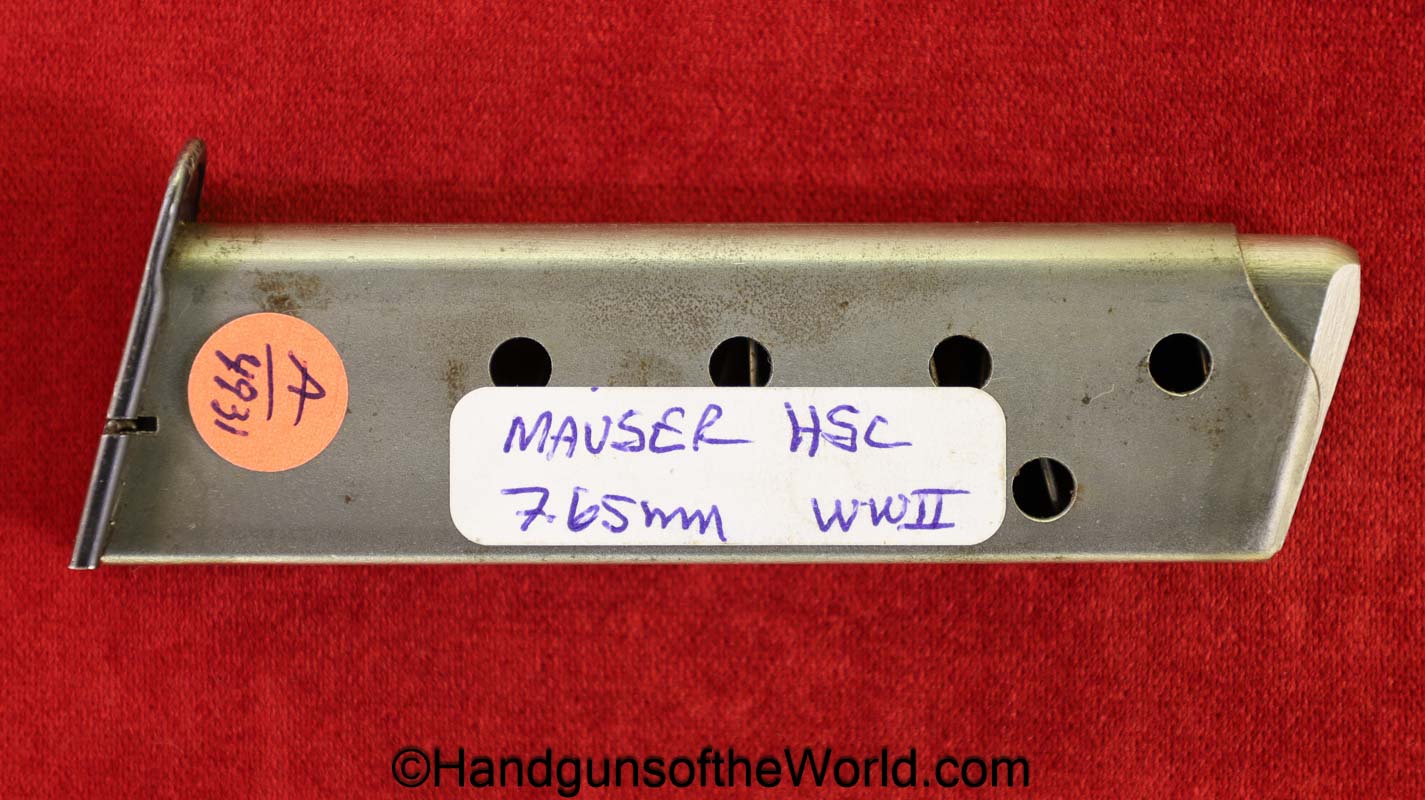 A
4931
MAUSER HSC
7.65mm WWII
©HandgunsoftheWorld.com